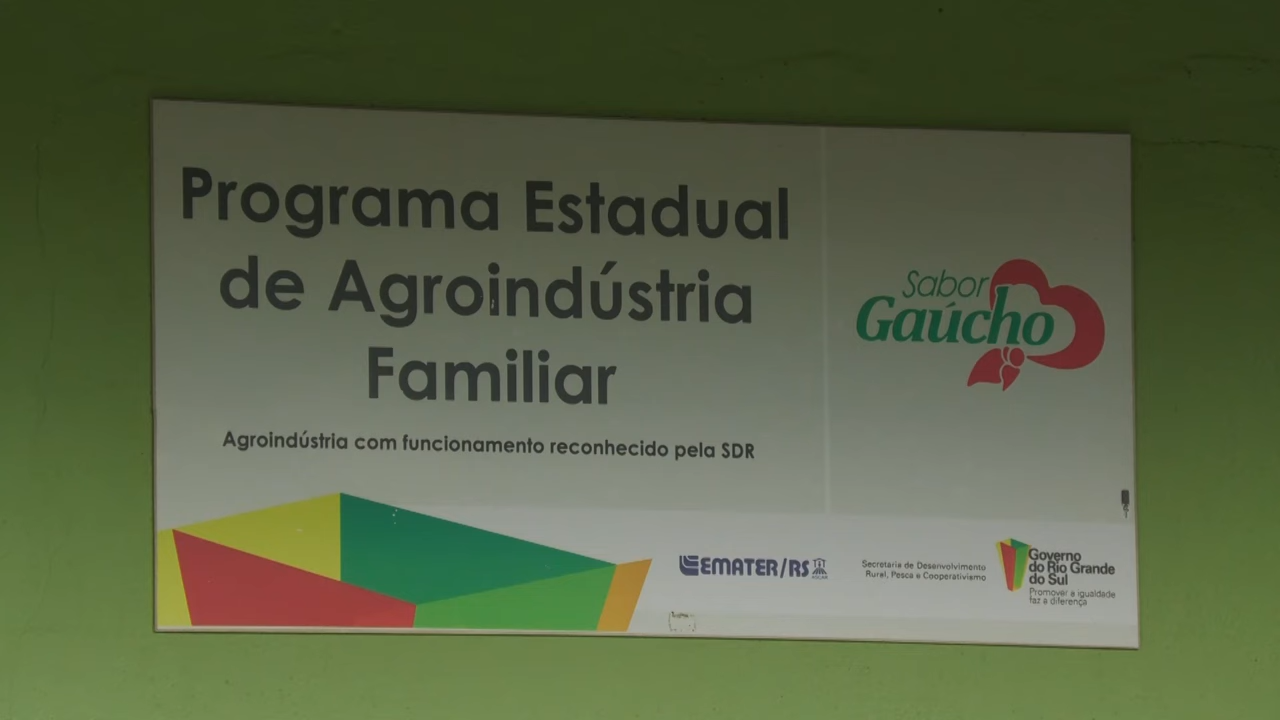 Programa Estadual
de Agroindústria
Familiar
Agroindústria com funcionamento reconhecido pela SDR
Sabor
Gaúcho
EMATER/RS
ASCAR
Secretaria de Desenvolvimento
Rural, Pesca e Cooperativismo
Governo
do Rio Grande
do Sul
Promover a igualdade
faz a diferença